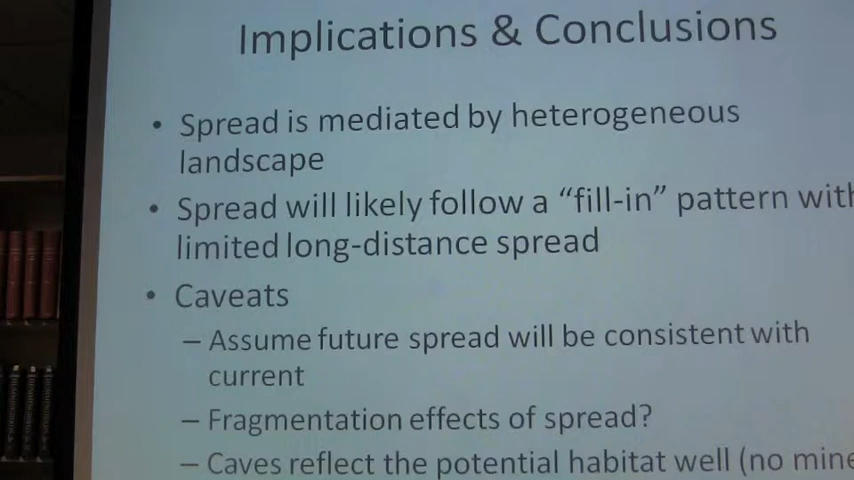 Implications & Conclusions
• Spread is mediated by heterogeneous
landscape
• Spread will likely follow a “fill-in” pattern with
limited long-distance spread
• Caveats
– Assume future spread will be consistent with
current
– Fragmentation effects of spread?
– Caves reflect the potential habitat well (no mine